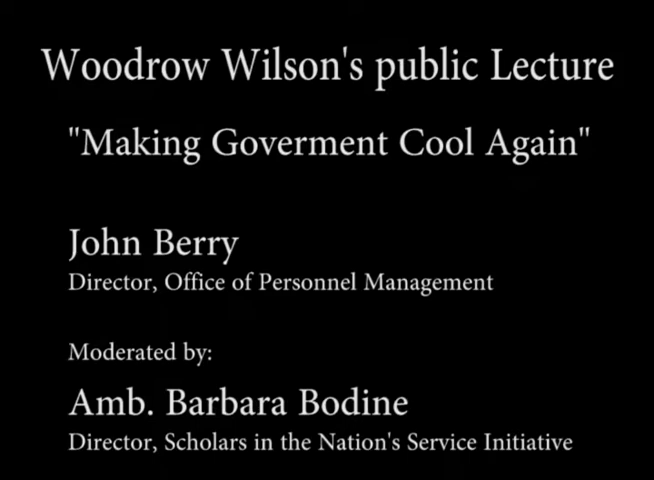 Woodrow Wilson's public Lecture
"Making Goverment Cool Again"
John Berry
Director, Office of Personnel Management
Moderated by:
Amb. Barbara Bodine
Director, Scholars in the Nation's Service Initiative